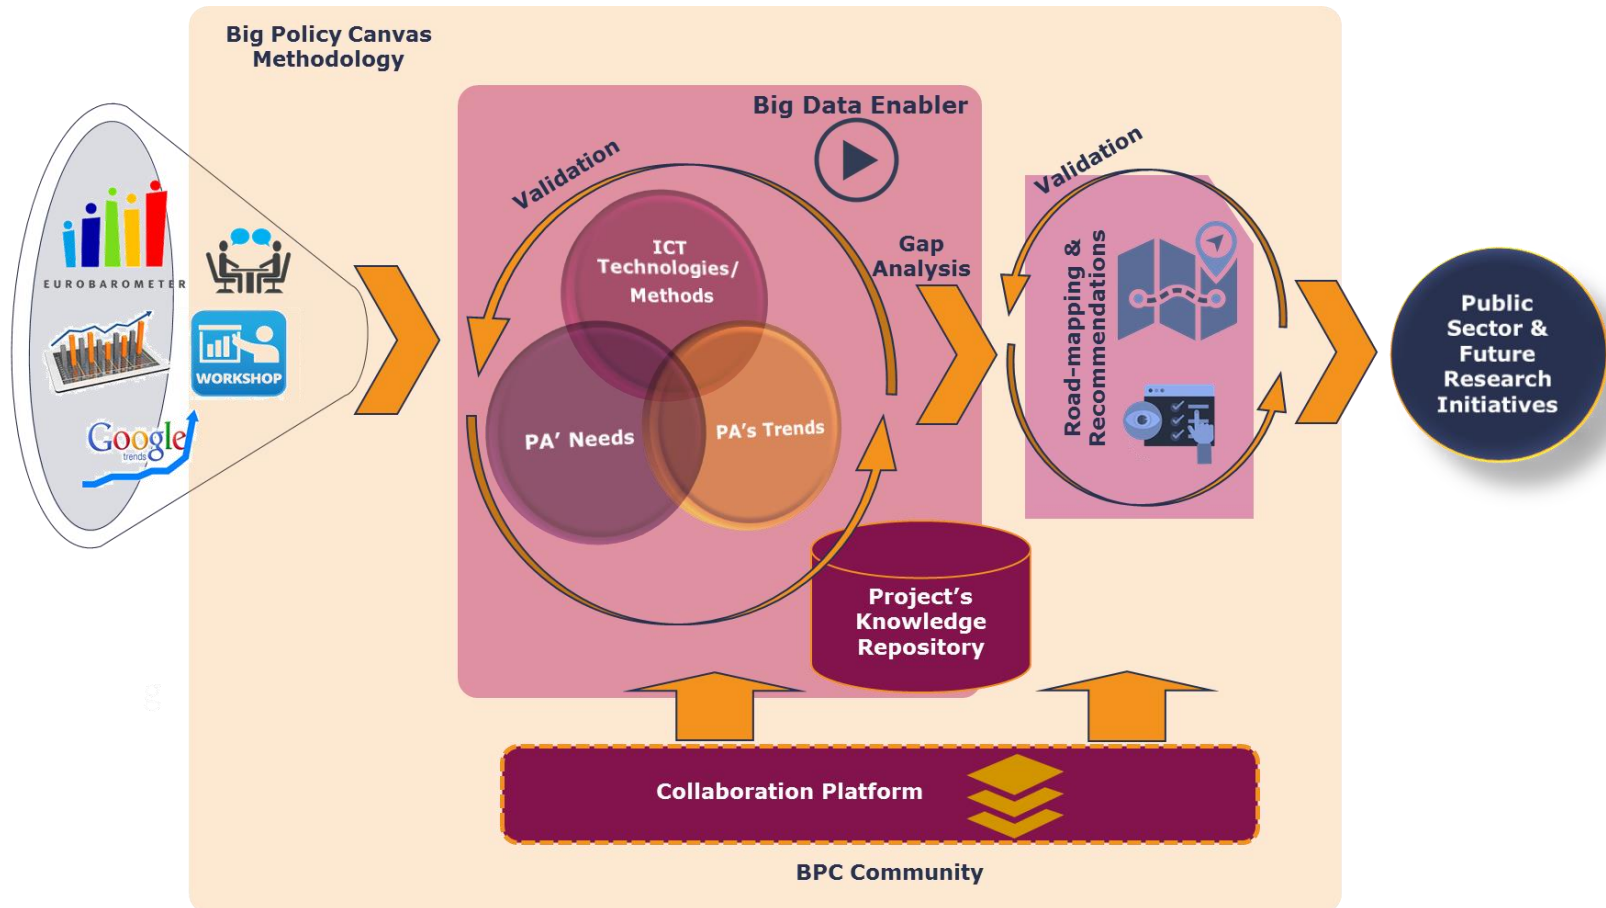 Big Policy Canvas
Methodology
EUROBAROMETER
WORKSHOP
Google
trends
Big Data Enabler
Validation
ICT
Technologies/
Methods
PA' Needs
PA's Trends
Gap
Analysis
Validation
Road-mapping &
Recommendations
Public
Sector &
Future
Research
Initiatives
Project's
Knowledge
Repository
Collaboration Platform
BPC Community